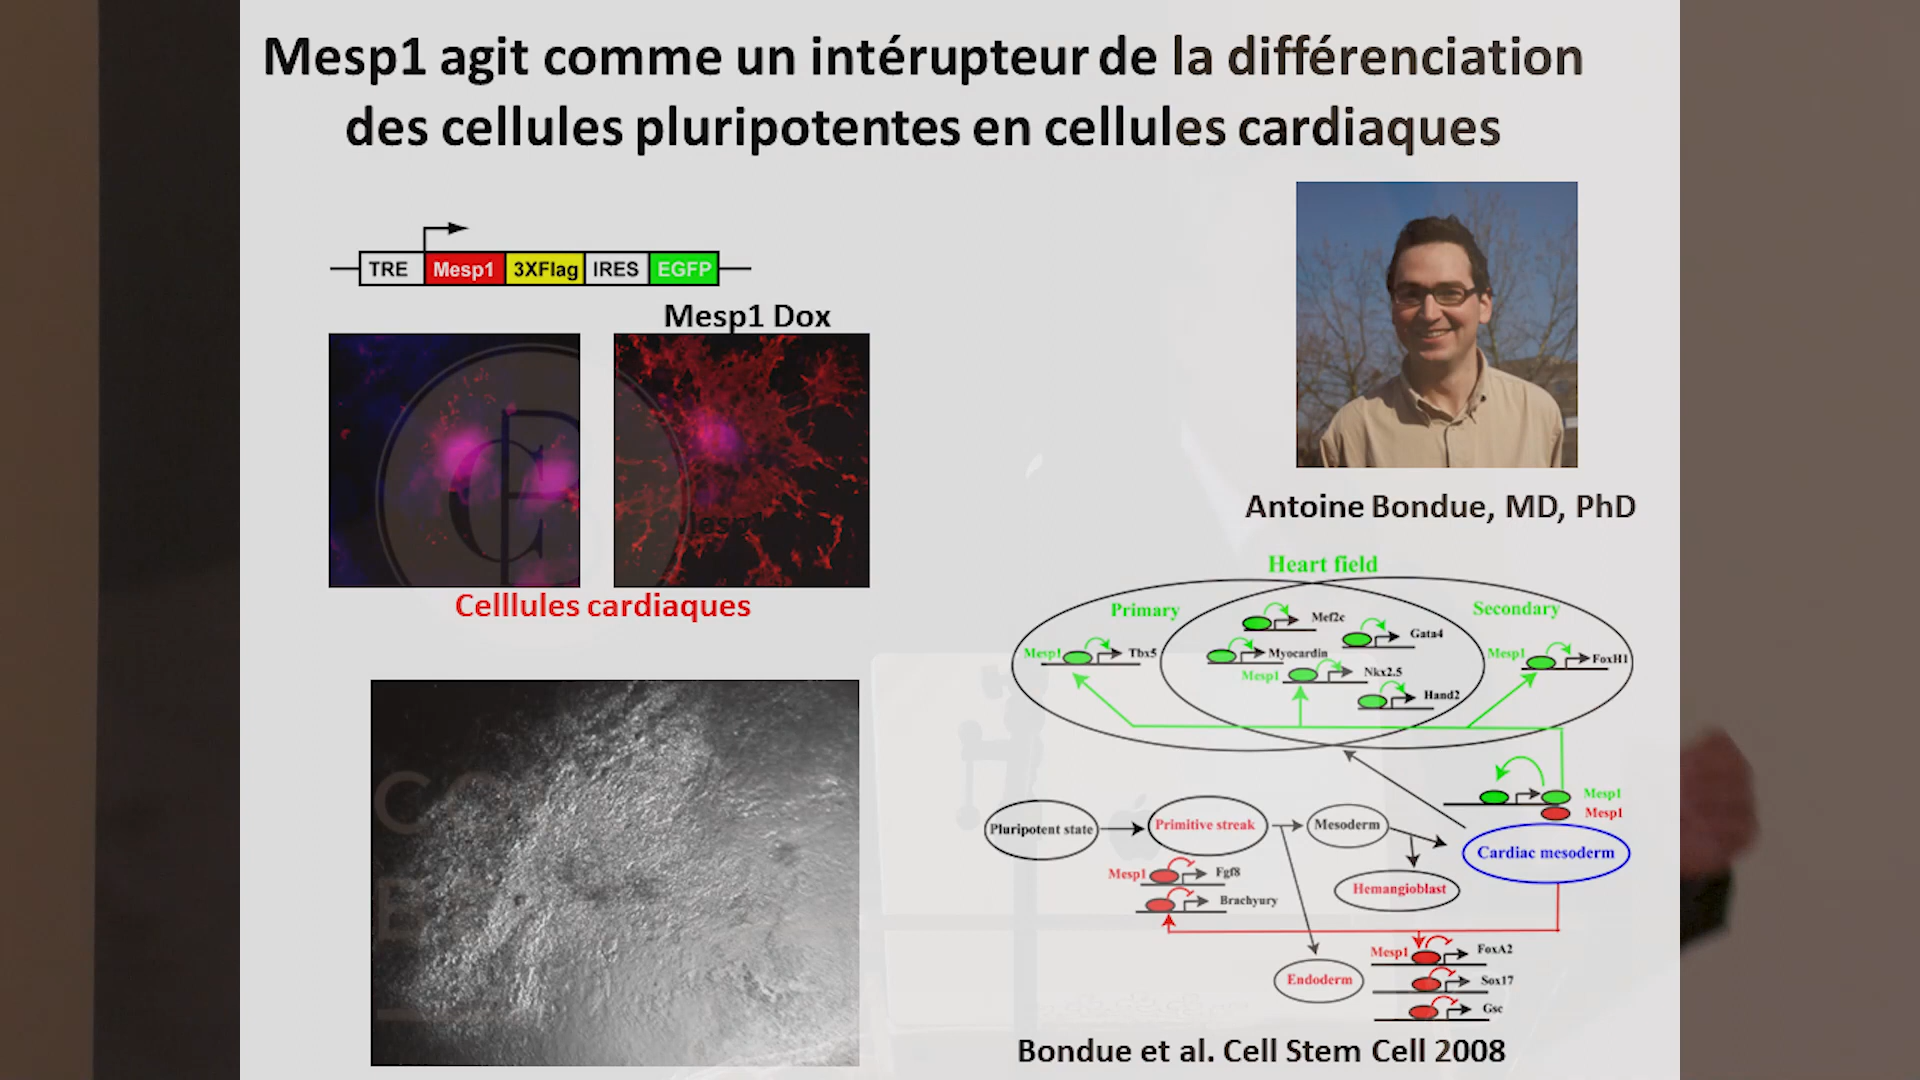 Mesp1 agit comme un intérupteur de la différenciation
des cellules pluripotentes en cellules cardiaques
TRE Mesp1 3XFlag IRES EGFP
Mesp1 Dox
Celllules cardiaques
Antoine Bondue, MD, PhD
Heart field
Primary
Secondary
Mef2c
Gata4
Mesp1
Tbx5
Myocardin
Mesp1
FoxH1
Mesp1
Nkx2.5
Hand2
Mesp1
Mesp1
Pluripotent state
Primitive streak
Mesoderm
Cardiac mesoderm
Mesp1
Fgf8
Hemangioblast
Brachyury
Mesp1
FoxA2
Endoderm
Sox17
Gsc
Bondue et al. Cell Stem Cell 2008